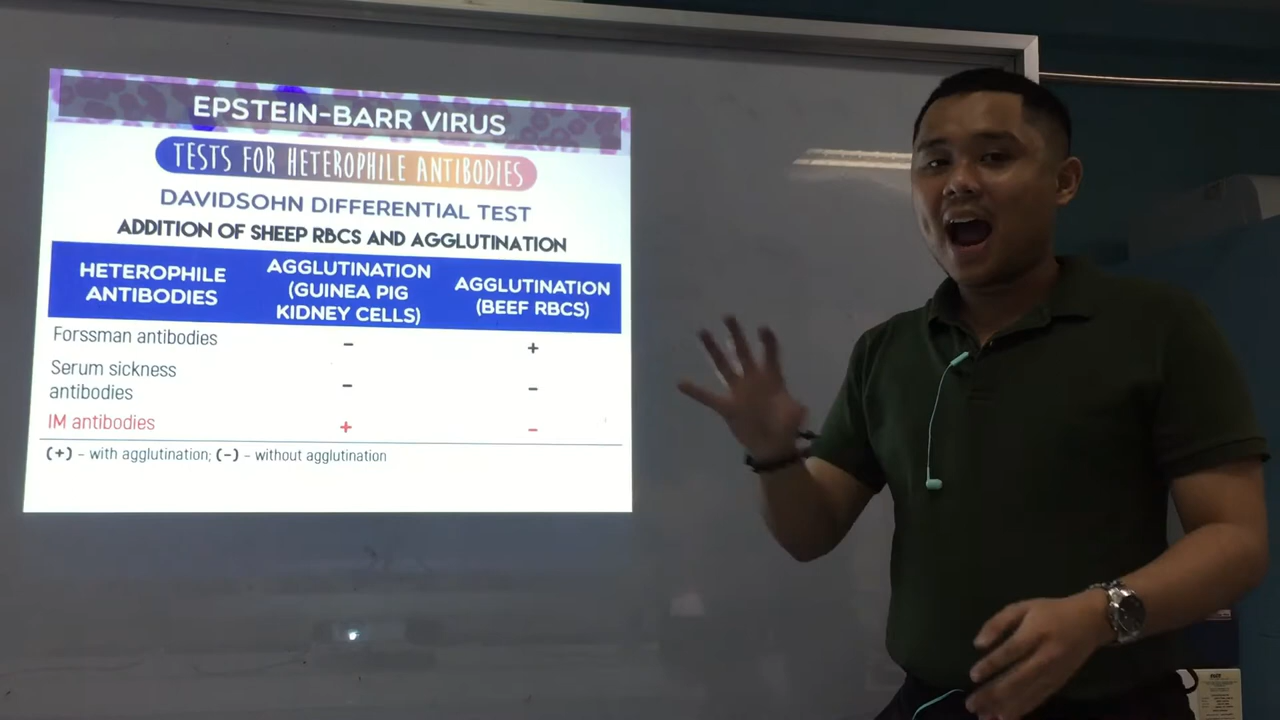 EPSTEIN-BARR VIRUS
TESTS FOR HETEROPHILE ANTIBODIES
DAVIDSOHN DIFFERENTIAL TEST
ADDITION OF SHEEP RBCS AND AGGLUTINATION
HETEROPHILE ANTIBODIES
AGGLUTINATION (GUINEA PIG KIDNEY CELLS)
AGGLUTINATION (BEEF RBCS)
Forssman antibodies - +
Serum sickness antibodies - -
IM antibodies + -
(+) - with agglutination; (-) - without agglutination